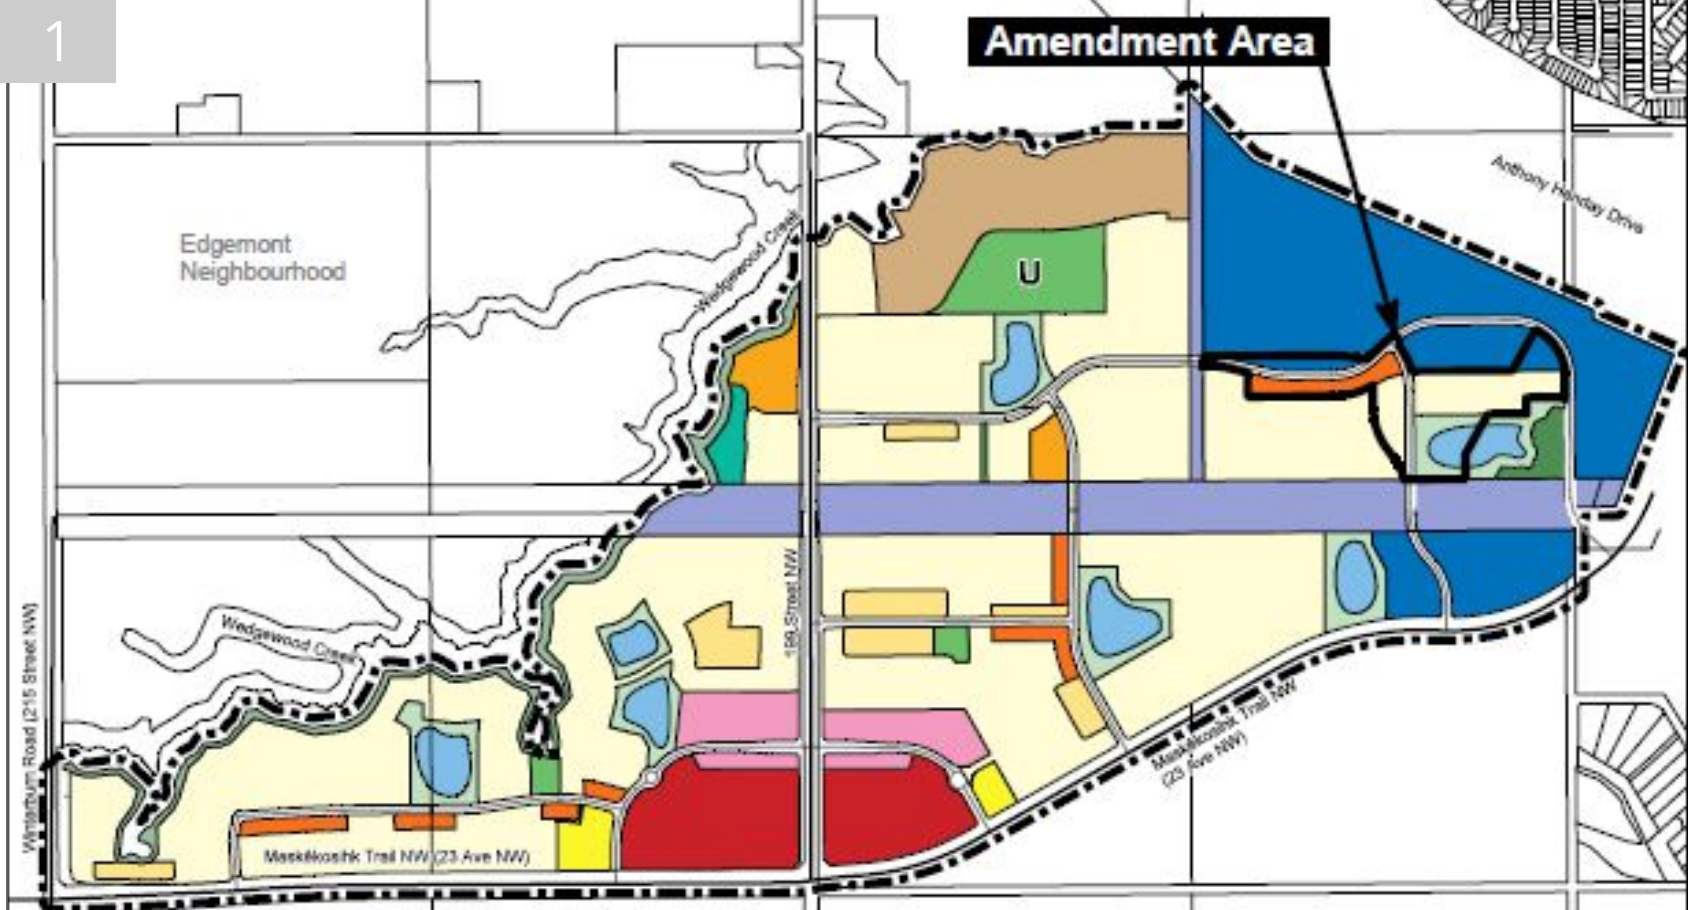 1
Amendment Area
Anthony Henday Drive
Edgemont
Neighbourhood
Wedgewood Creek
U
199 Street NW
Wedgewood Creek
Winterburn Road (215 Street NW)
Maskêkosihk Trail NW
(23 Ave NW)
Maskêkosihk Trail NW (23 Ave NW)